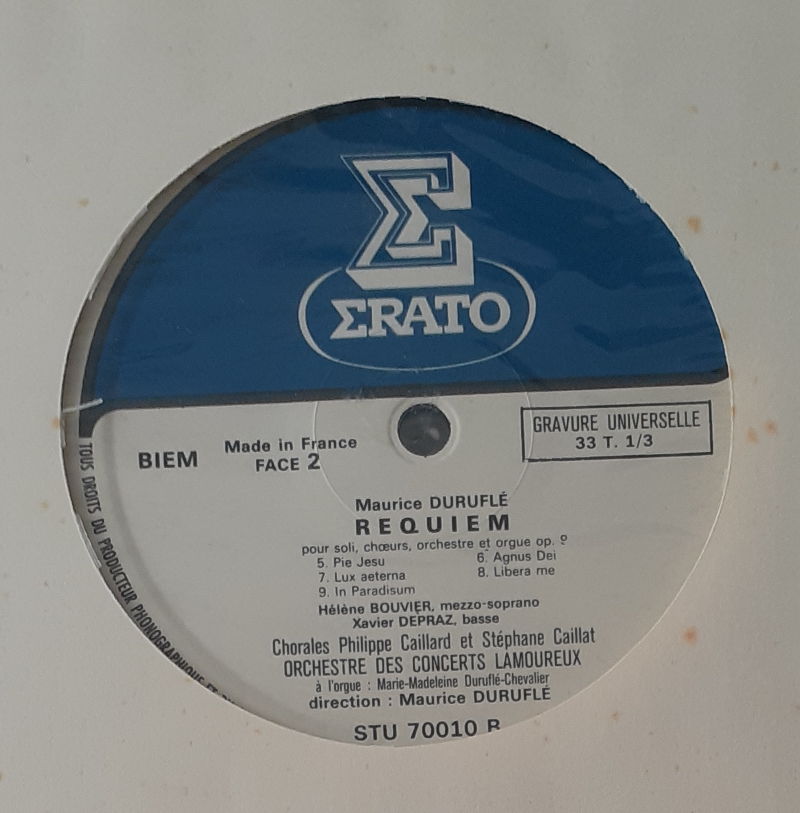 ΣRATO
BIEM
Made in France
FACE 2
GRAVURE UNIVERSELLE
33 T. 1/3
Maurice DURUFLÉ
REQUIEM
pour soli, chœurs, orchestre et orgue op. 9
5. Pie Jesu
6. Agnus Dei
7. Lux aeterna
8. Libera me
9. In Paradisum
Hélène BOUVIER, mezzo-soprano
Xavier DEPRAZ, basse
Chorales Philippe Caillard et Stéphane Caillat
ORCHESTRE DES CONCERTS LAMOUREUX
à l'orgue : Marie-Madeleine Duruflé-Chevalier
direction : Maurice DURUFLÉ
STU 70010 B
TOUS DROITS DU PRODUCTEUR PHONOGRAPHIQUE ET